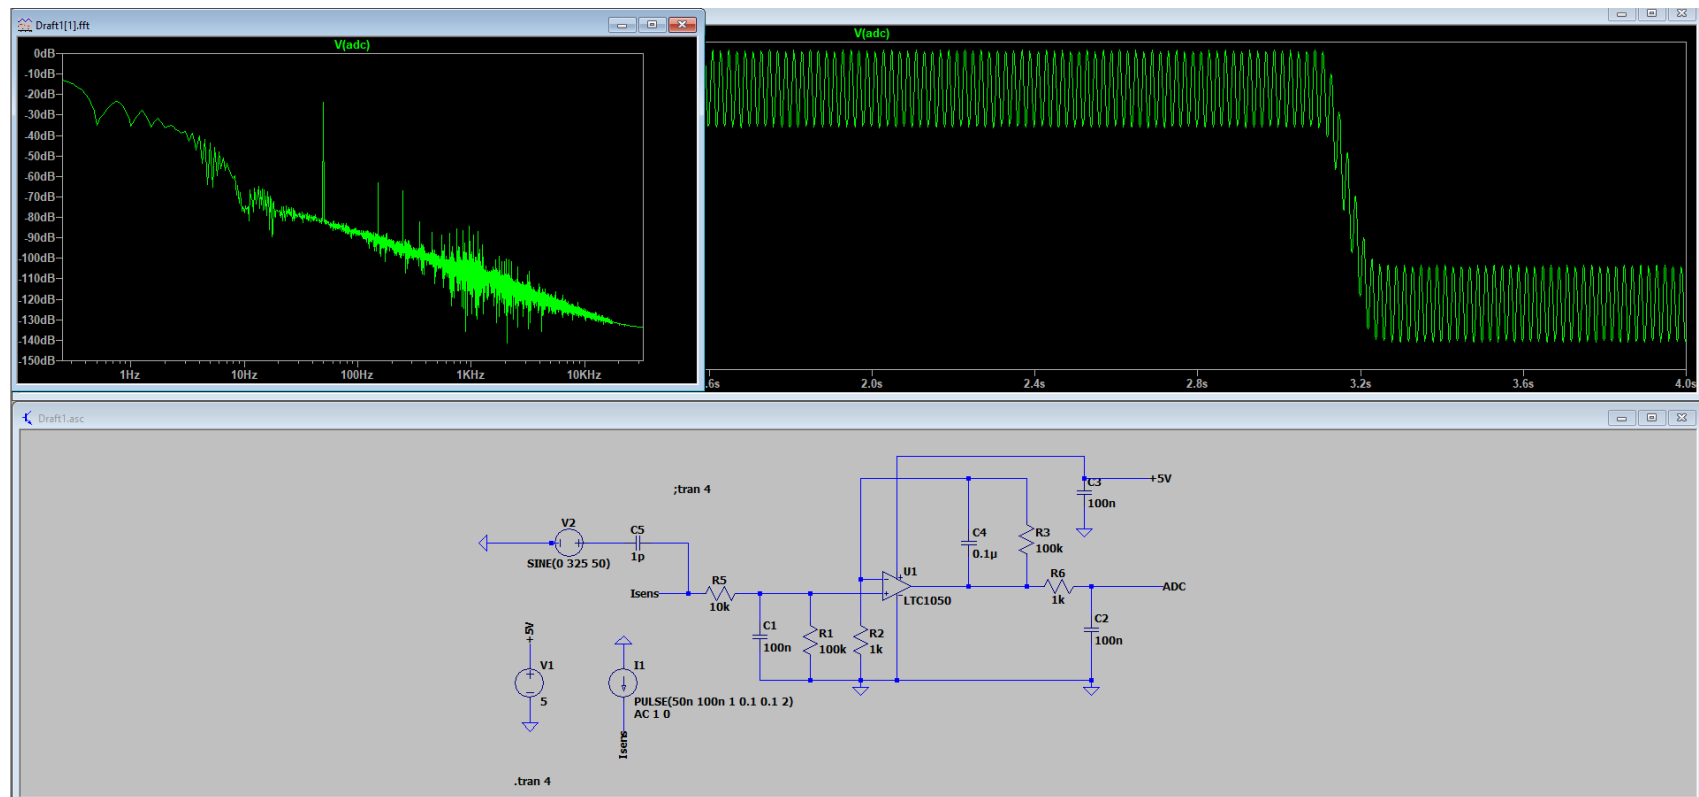 Draft1[1].fft
V(adc)
0dB
-10dB
-20dB
-30dB
-40dB
-50dB
-60dB
-70dB
-80dB
-90dB
-100dB
-110dB
-120dB
-130dB
-140dB
-150dB
1Hz
10Hz
100Hz
1KHz
10KHz
V(adc)
.6s
2.0s
2.4s
2.8s
3.2s
3.6s
4.0s
Draft1.asc
;tran 4
V2
SINE(0 325 50)
C5
1p
Isens
R5
10k
C1
100n
R1
100k
R2
1k
U1
LTC1050
C4
0.1µ
R3
100k
C3
100n
+5V
R6
1k
ADC
C2
100n
+5V
V1
5
I1
PULSE(50n 100n 1 0.1 0.1 2)
AC 1 0
Isens
.tran 4